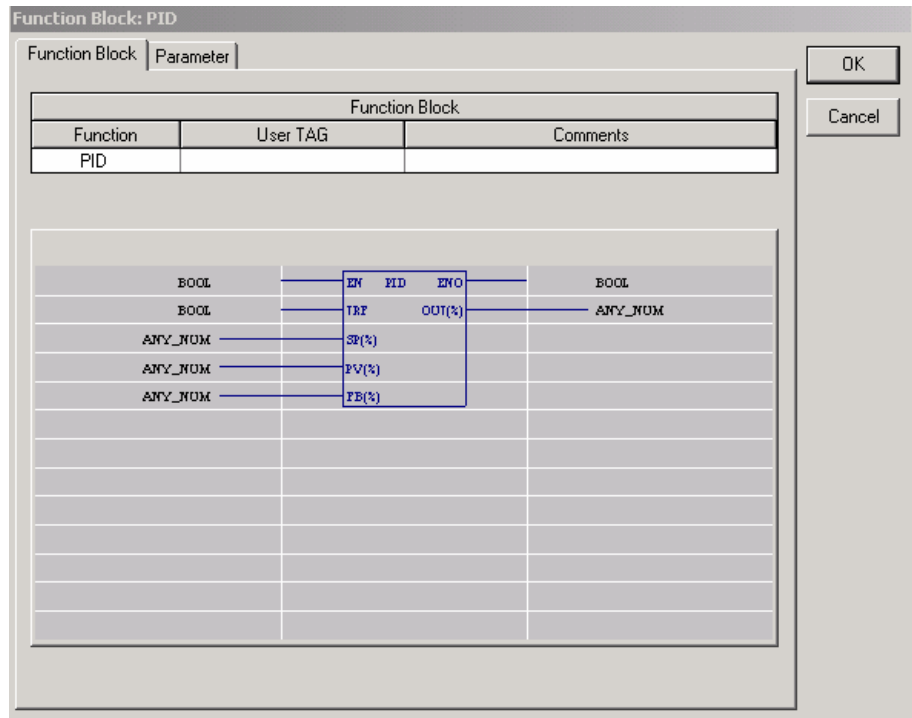 Function Block: PID
Function Block Parameter
OK
Cancel
Function Block
Function User TAG Comments
PID
BOOL EN PID ENO BOOL
BOOL TRF OUT(%) ANY_NUM
ANY_NUM SP(%)
ANY_NUM PV(%)
ANY_NUM FB(%)